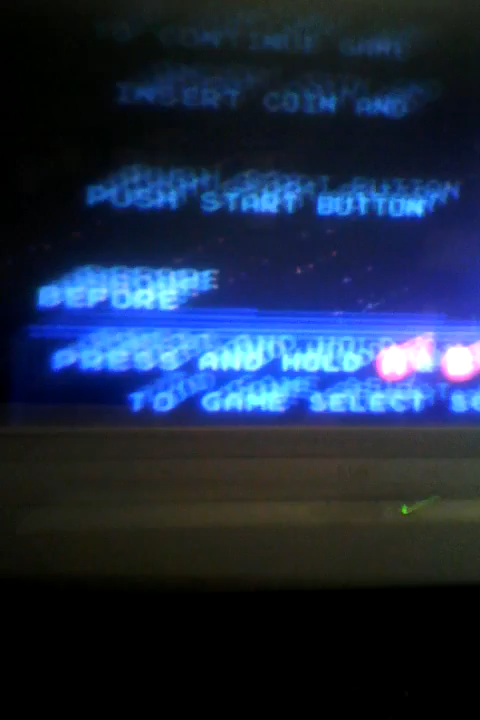 TO CONTINUE GAME
INSERT COIN AND
PUSH START BUTTON
BEFORE
PRESS AND HOLD A & B
TO GAME SELECT